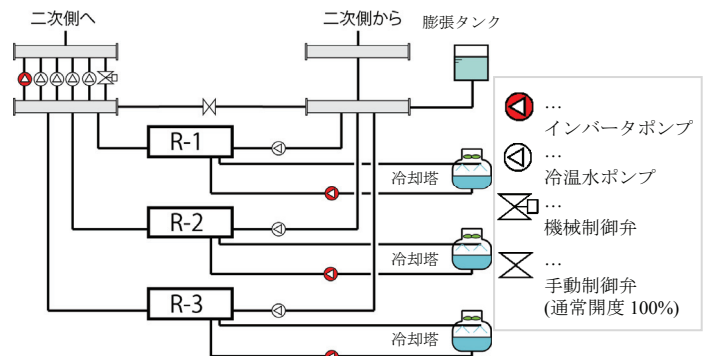 二次側へ
二次側から
膨張タンク
R-1
冷却塔
R-2
冷却塔
R-3
冷却塔
…
インバータポンプ
…
冷温水ポンプ
…
機械制御弁
…
手動制御弁
(通常開度 100%)